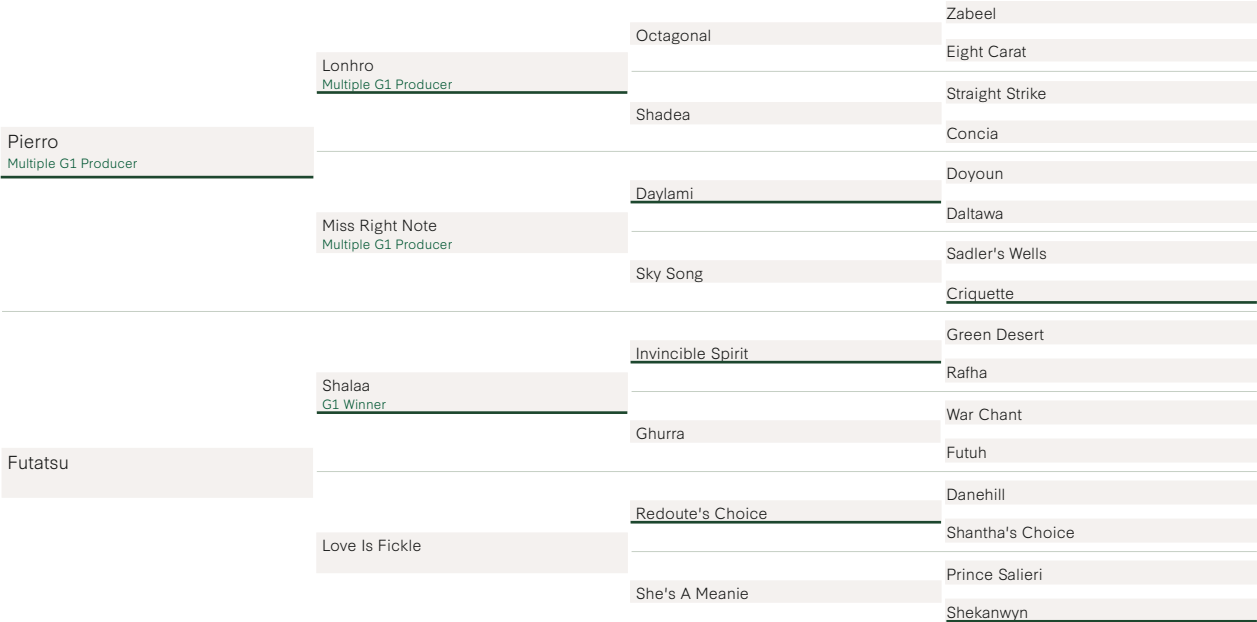 Pierro
Multiple G1 Producer
Futatsu
Lonhro
Multiple G1 Producer
Miss Right Note
Multiple G1 Producer
Shalaa
G1 Winner
Love Is Fickle
Octagonal
Shadea
Daylami
Sky Song
Invincible Spirit
Ghurra
Redoute's Choice
She's A Meanie
Zabeel
Eight Carat
Straight Strike
Concia
Doyoun
Daltawa
Sadler's Wells
Criquette
Green Desert
Rafha
War Chant
Futuh
Danehill
Shantha's Choice
Prince Salieri
Shekanwyn